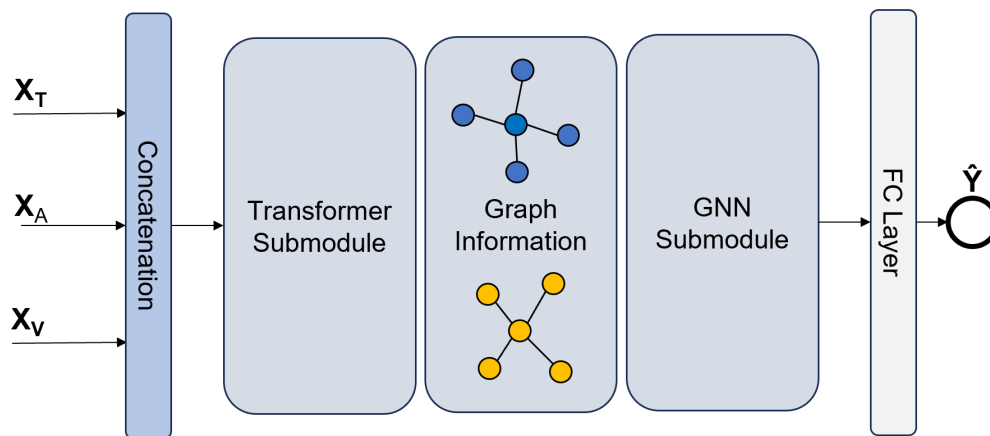 X_T
X_A
X_V
Concatenation
Transformer
Submodule
Graph
Information
GNN
Submodule
FC Layer
Ŷ